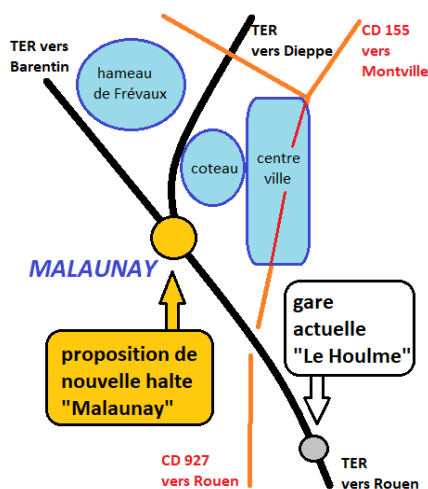 TER vers
Barentin
TER
vers Dieppe
CD 155
vers
Montville
hameau
de Frévaux
coteau
centre
ville
MALAUNAY
gare
actuelle
"Le Houlme"
proposition de
nouvelle halte
"Malaunay"
CD 927
vers Rouen
TER
vers Rouen